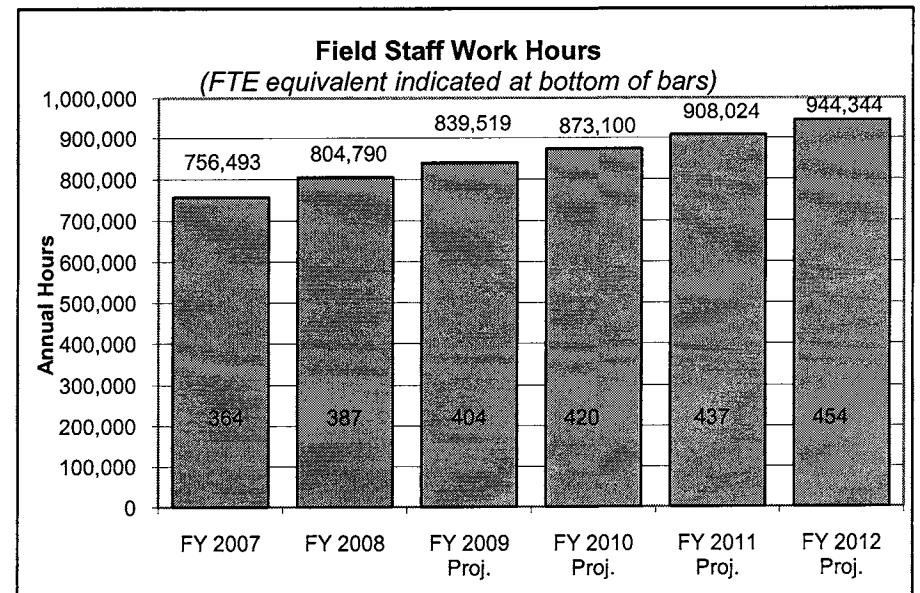 Field Staff Work Hours
(FTE equivalent indicated at bottom of bars)
Annual Hours
1,000,000
900,000
800,000
700,000
600,000
500,000
400,000
300,000
200,000
100,000
0
756,493
804,790
839,519
873,100
908,024
944,344
364
387
404
420
437
454
FY 2007
FY 2008
FY 2009
Proj.
FY 2010
Proj.
FY 2011
Proj.
FY 2012
Proj.